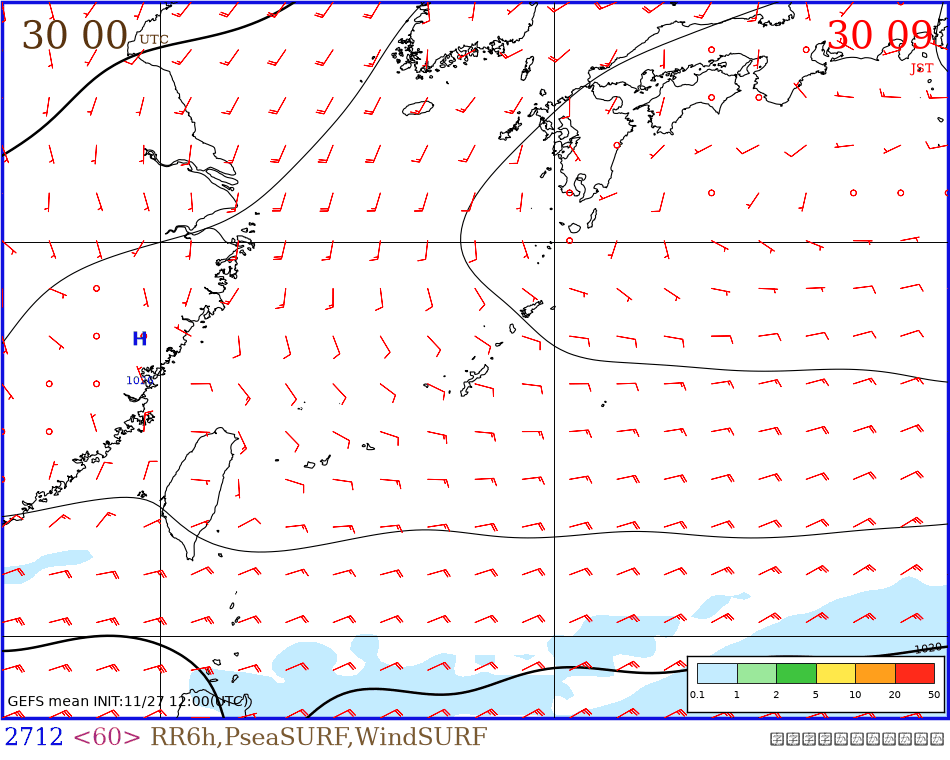 30 00 UTC
30 09 JST
H
1020
0.1 1 2 5 10 20 50
GEFS mean INIT:11/27 12:00(UTC)
2712 <60> RR6h,PseaSURF,WindSURF